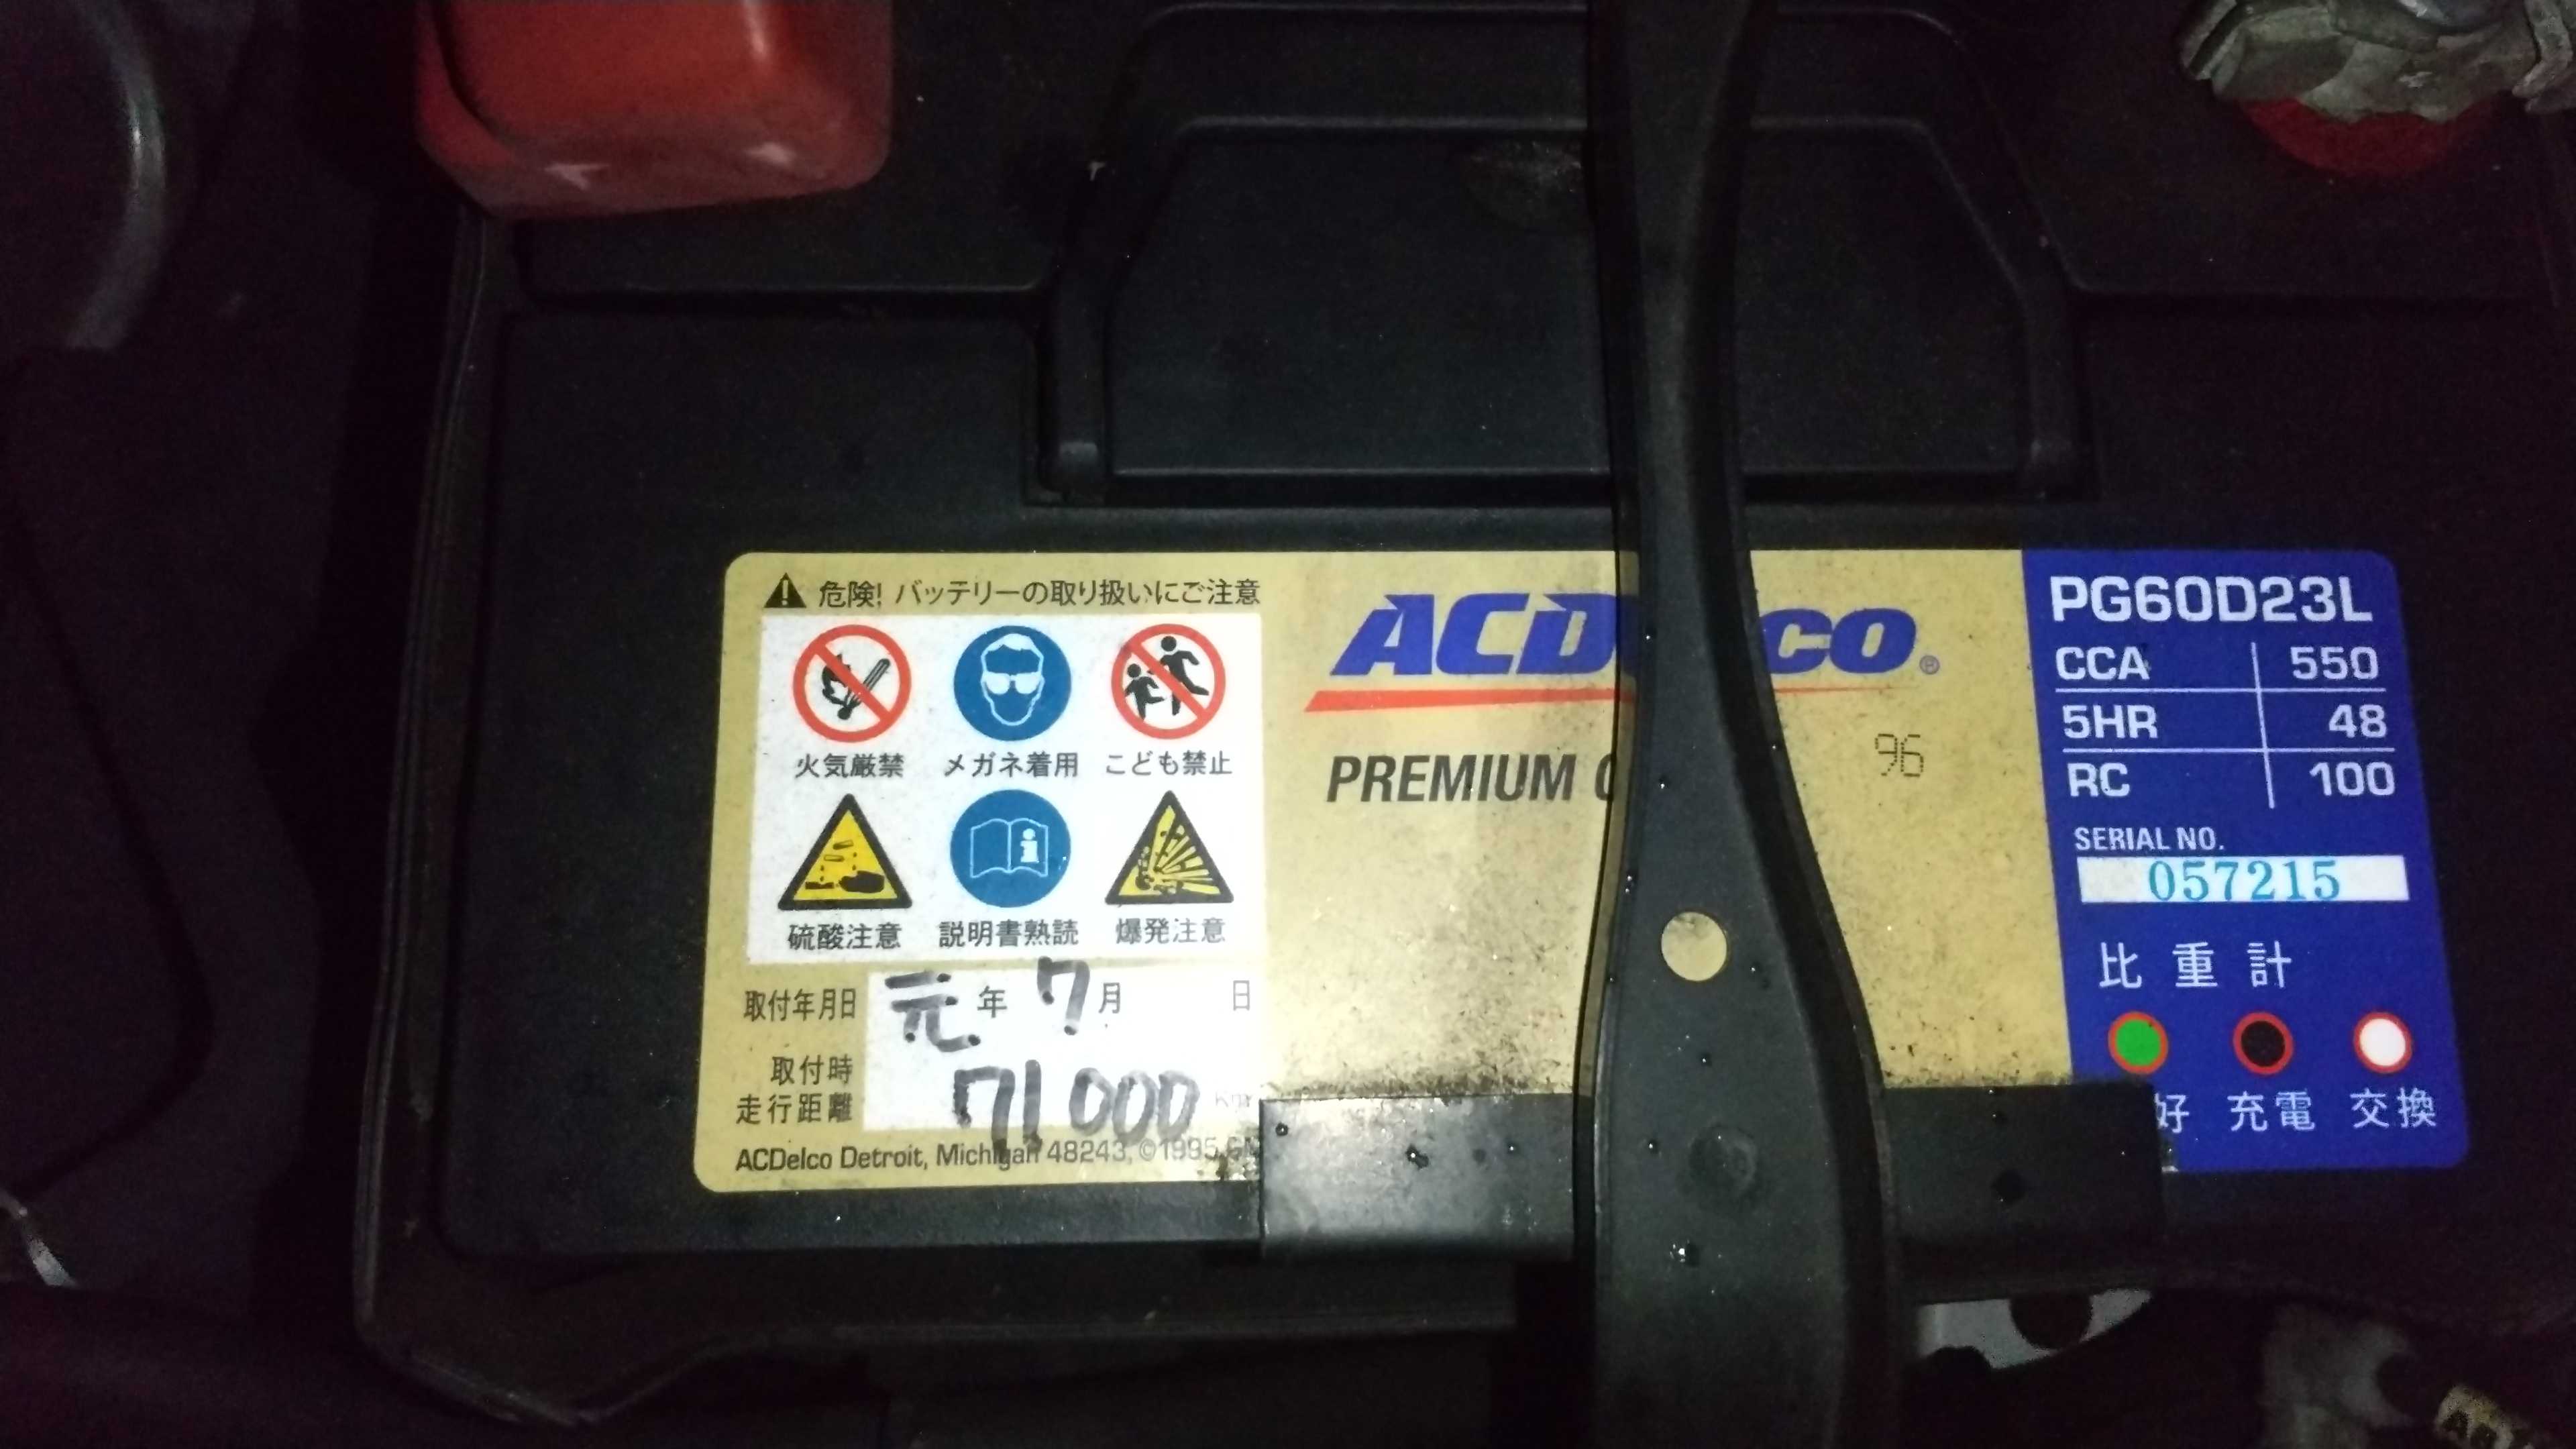 危険! バッテリーの取り扱いにご注意
火気厳禁 メガネ着用 こども禁止
硫酸注意 説明書熟読 爆発注意
取付年月日 元年 7月 日
取付時
走行距離 71000 Km
ACDelco Detroit, Michigan 48243, ©1995
PREMIUM
96
PG60D23L
CCA 550
5HR 48
RC 100
SERIAL NO.
057215
比重計
好 充電 交換